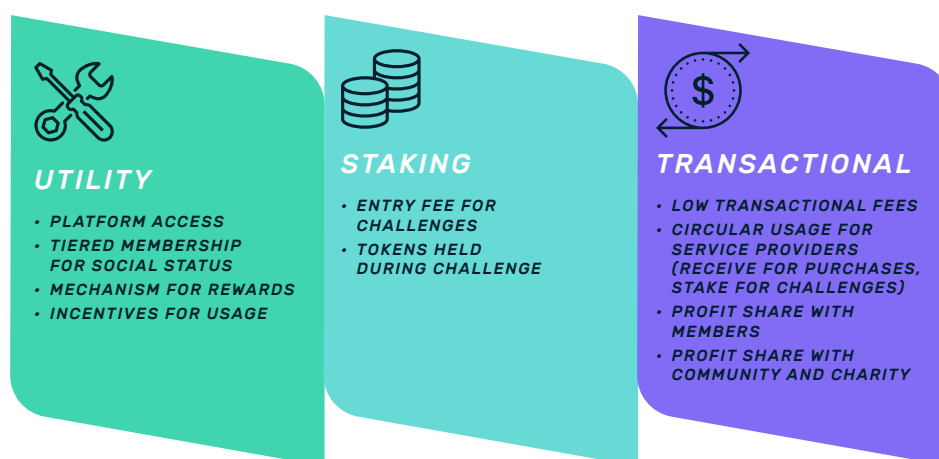 UTILITY
• PLATFORM ACCESS
• TIERED MEMBERSHIP
FOR SOCIAL STATUS
• MECHANISM FOR REWARDS
• INCENTIVES FOR USAGE
STAKING
• ENTRY FEE FOR
CHALLENGES
• TOKENS HELD
DURING CHALLENGE
$
TRANSACTIONAL
• LOW TRANSACTIONAL FEES
• CIRCULAR USAGE FOR
SERVICE PROVIDERS
(RECEIVE FOR PURCHASES,
STAKE FOR CHALLENGES)
• PROFIT SHARE WITH
MEMBERS
• PROFIT SHARE WITH
COMMUNITY AND CHARITY